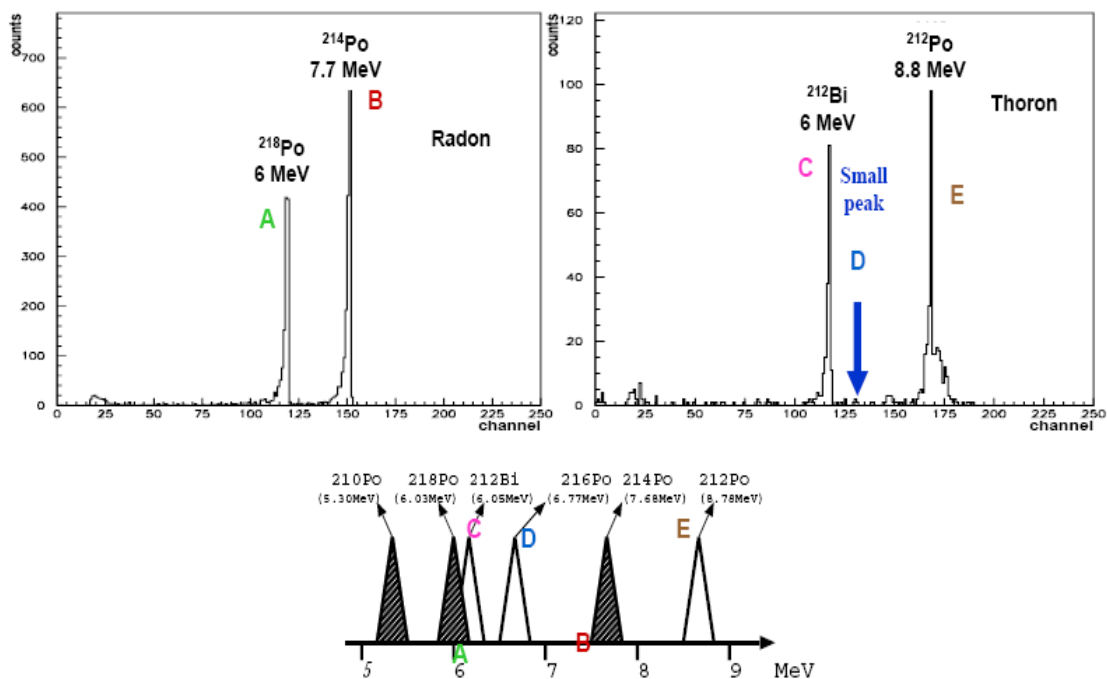 counts
700
600
500
400
300
200
100
0
0 25 50 75 100 125 150 175 200 225 250
channel
214Po
7.7 MeV
B
218Po
6 MeV
A
Radon
counts
120
100
80
60
40
20
0
0 25 50 75 100 125 150 175 200 225 250
channel
212Po
8.8 MeV
212Bi
6 MeV
Thoron
C
Small
peak
E
D
210Po 218Po 212Bi 216Po 214Po 212Po
(5.30MeV) (6.03MeV) (6.05MeV) (6.77MeV) (7.68MeV) (8.78MeV)
C D E
B
A
5 6 7 8 9 MeV